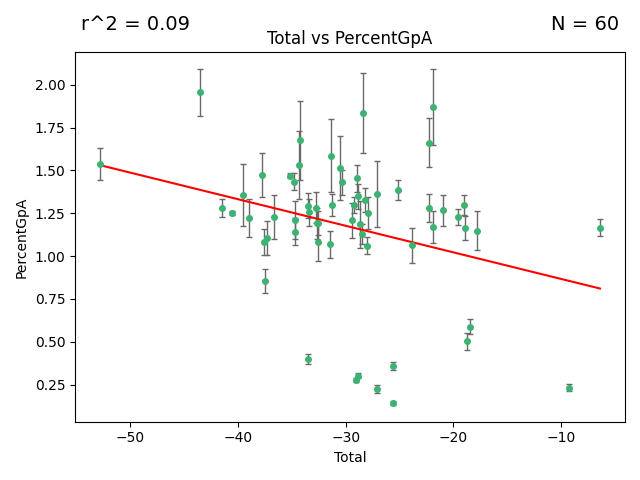 r^2 = 0.09
N = 60
Total vs PercentGpA
PercentGpA
2.00
1.75
1.50
1.25
1.00
0.75
0.50
0.25
−50
−40
−30
−20
−10
Total